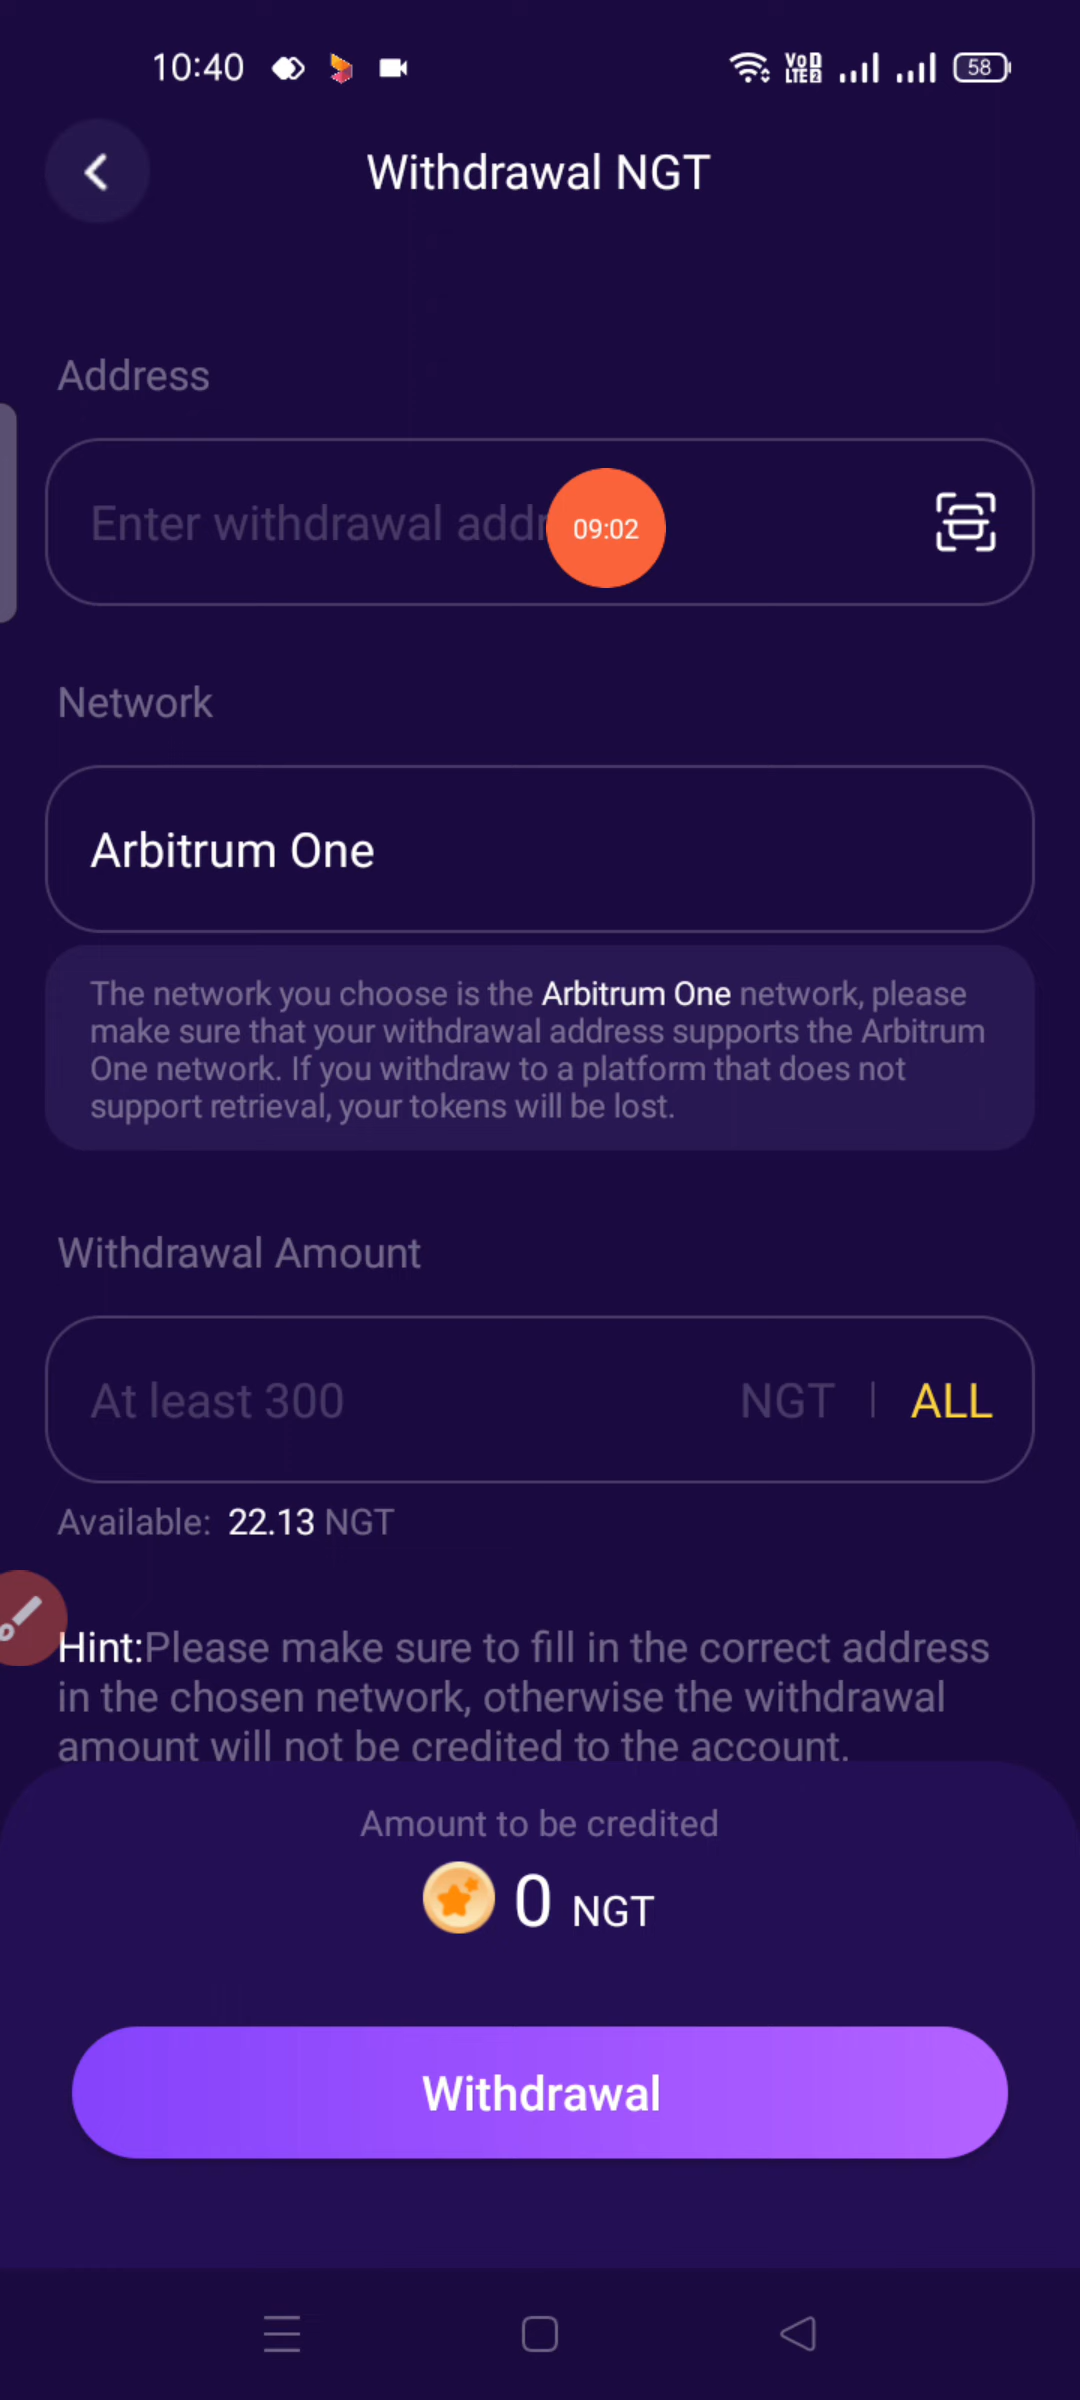 10:40
VoD LTE2
58
Withdrawal NGT
Address
Enter withdrawal addr
09:02
Network
Arbitrum One
The network you choose is the Arbitrum One network, please
make sure that your withdrawal address supports the Arbitrum
One network. If you withdraw to a platform that does not
support retrieval, your tokens will be lost.
Withdrawal Amount
At least 300 NGT | ALL
Available: 22.13 NGT
Hint:Please make sure to fill in the correct address
in the chosen network, otherwise the withdrawal
amount will not be credited to the account.
Amount to be credited
0 NGT
Withdrawal